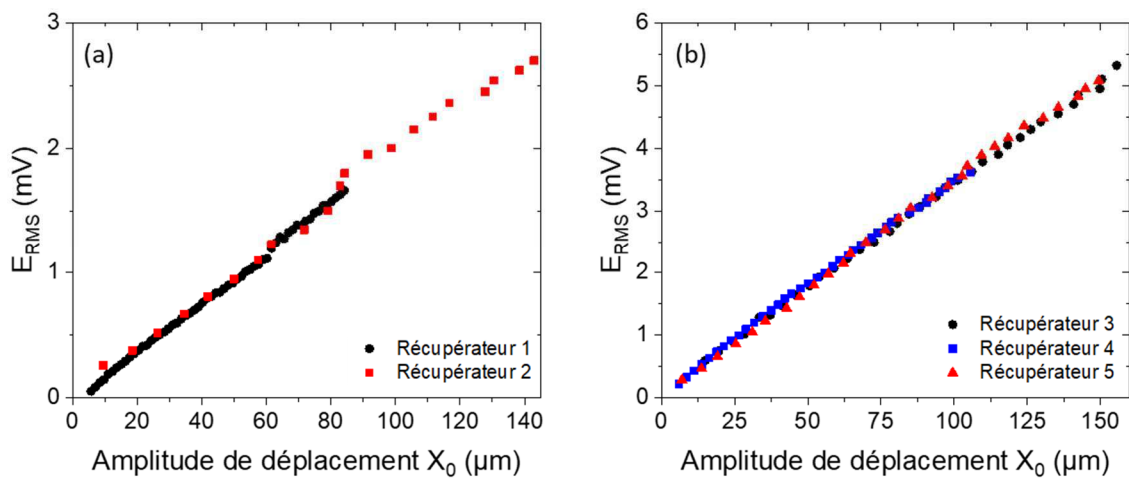 (a)
3
2
1
0
E_RMS (mV)
Récupérateur 1
Récupérateur 2
0 20 40 60 80 100 120 140
Amplitude de déplacement X₀ (μm)
(b)
6
5
4
3
2
1
0
E_RMS (mV)
Récupérateur 3
Récupérateur 4
Récupérateur 5
0 25 50 75 100 125 150
Amplitude de déplacement X₀ (μm)